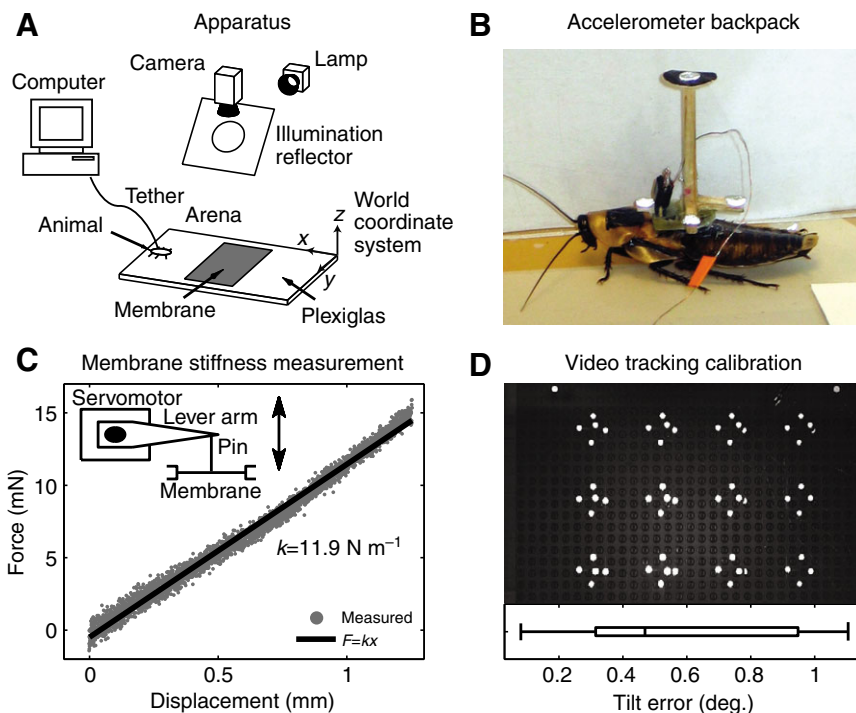 A
Apparatus
Computer
Camera
Lamp
Illumination
reflector
Tether
Animal
Arena
World
coordinate
system
x
y
z
Membrane
Plexiglas
B
Accelerometer backpack
C
Membrane stiffness measurement
Servomotor
Lever arm
Pin
Membrane
k=11.9 N m⁻¹
Measured
F=kx
Force (mN)
15
10
5
0
0
0.5
1
Displacement (mm)
D
Video tracking calibration
0.2
0.4
0.6
0.8
1
Tilt error (deg.)